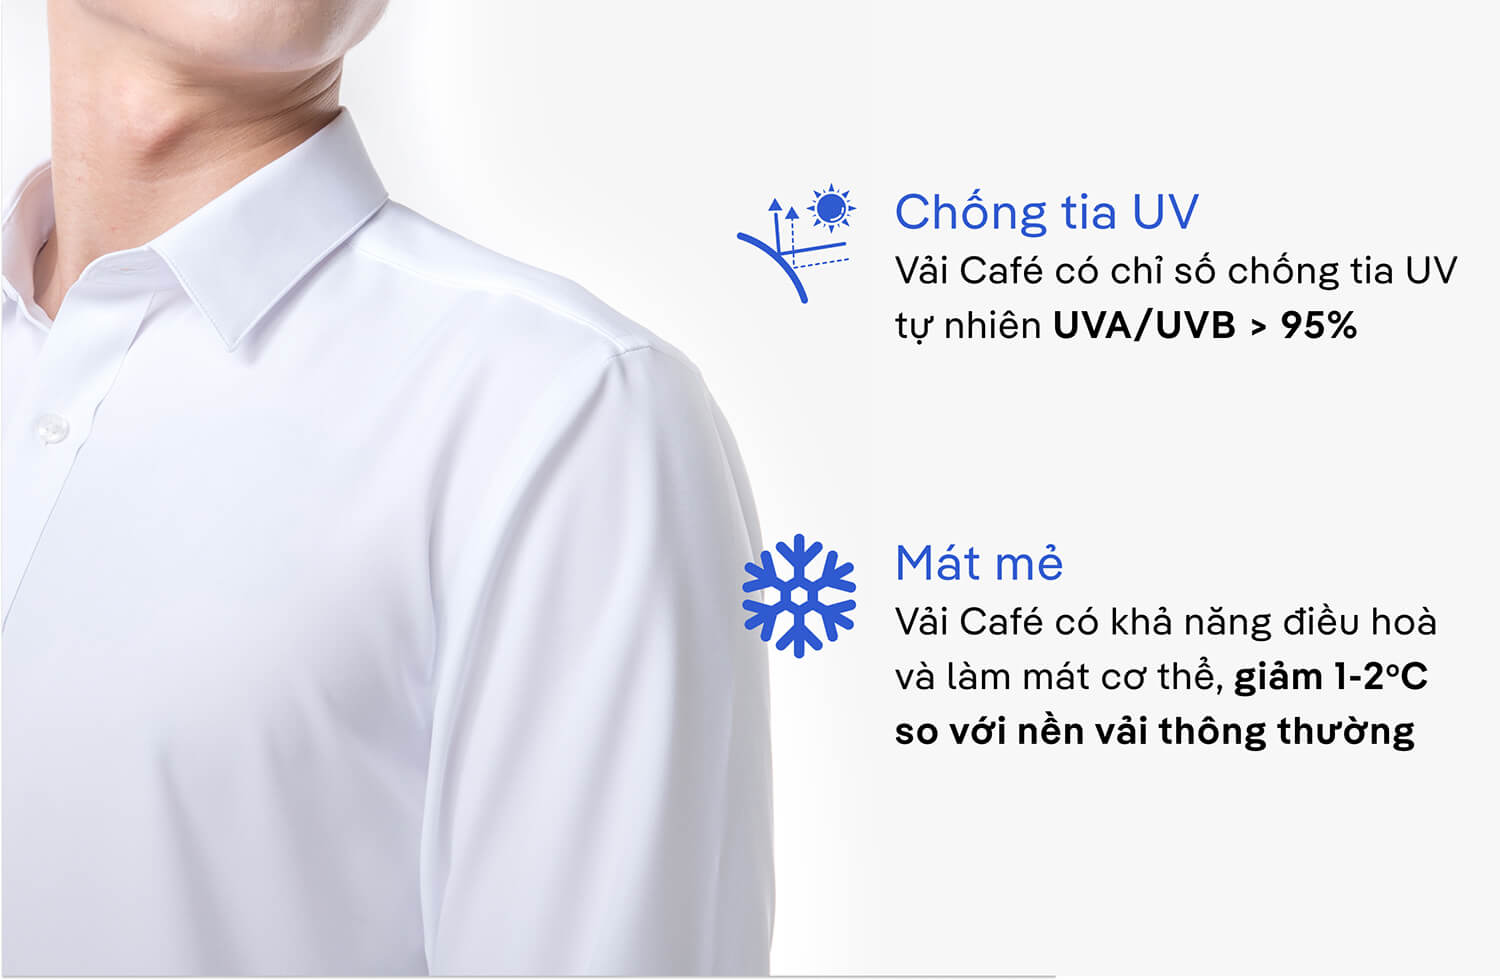 Chống tia UV
Vải Café có chỉ số chống tia UV
tự nhiên UVA/UVB > 95%
Mát mẻ
Vải Café có khả năng điều hoà
và làm mát cơ thể, giảm 1-2°C
so với nền vải thông thường